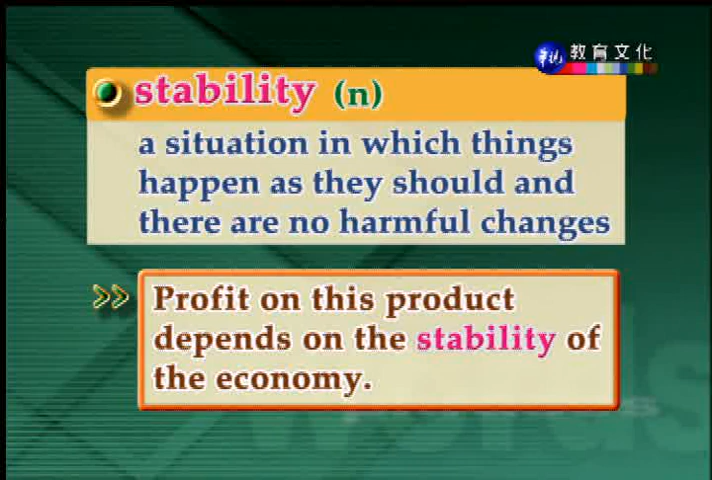 教育文化
stability (n)
a situation in which things
happen as they should and
there are no harmful changes
Profit on this product
depends on the stability of
the economy.